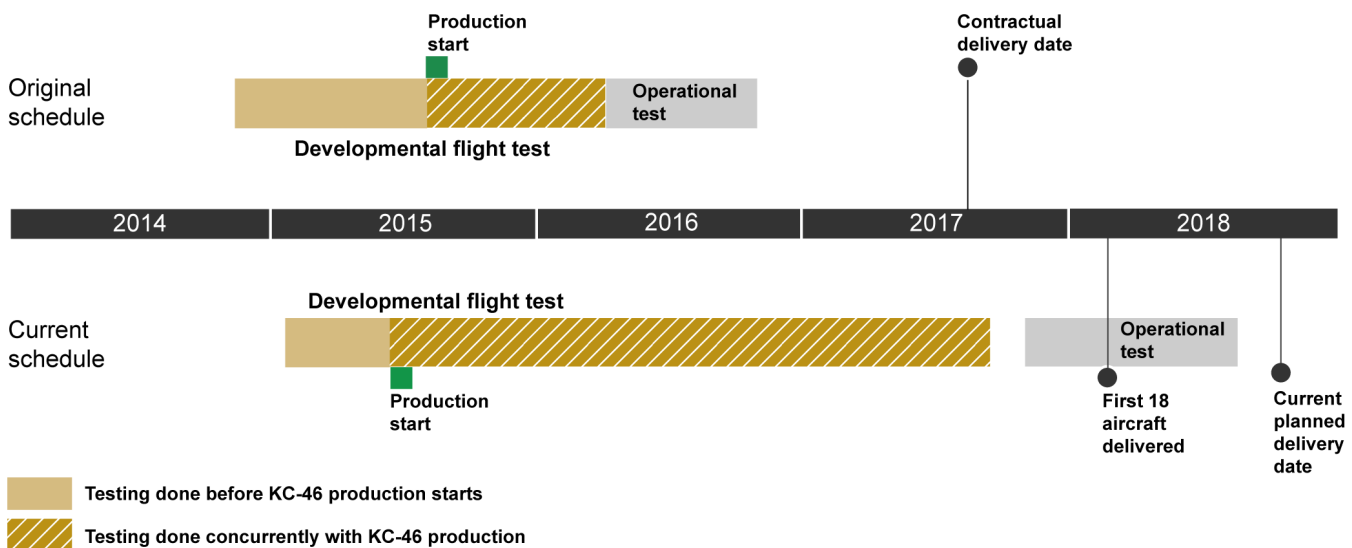 Production
start
Contractual
delivery date
Original
schedule
Operational
test
Developmental flight test
2014
2015
2016
2017
2018
Developmental flight test
Current
schedule
Operational
test
Production
start
First 18
aircraft
delivered
Current
planned
delivery
date
Testing done before KC-46 production starts
Testing done concurrently with KC-46 production